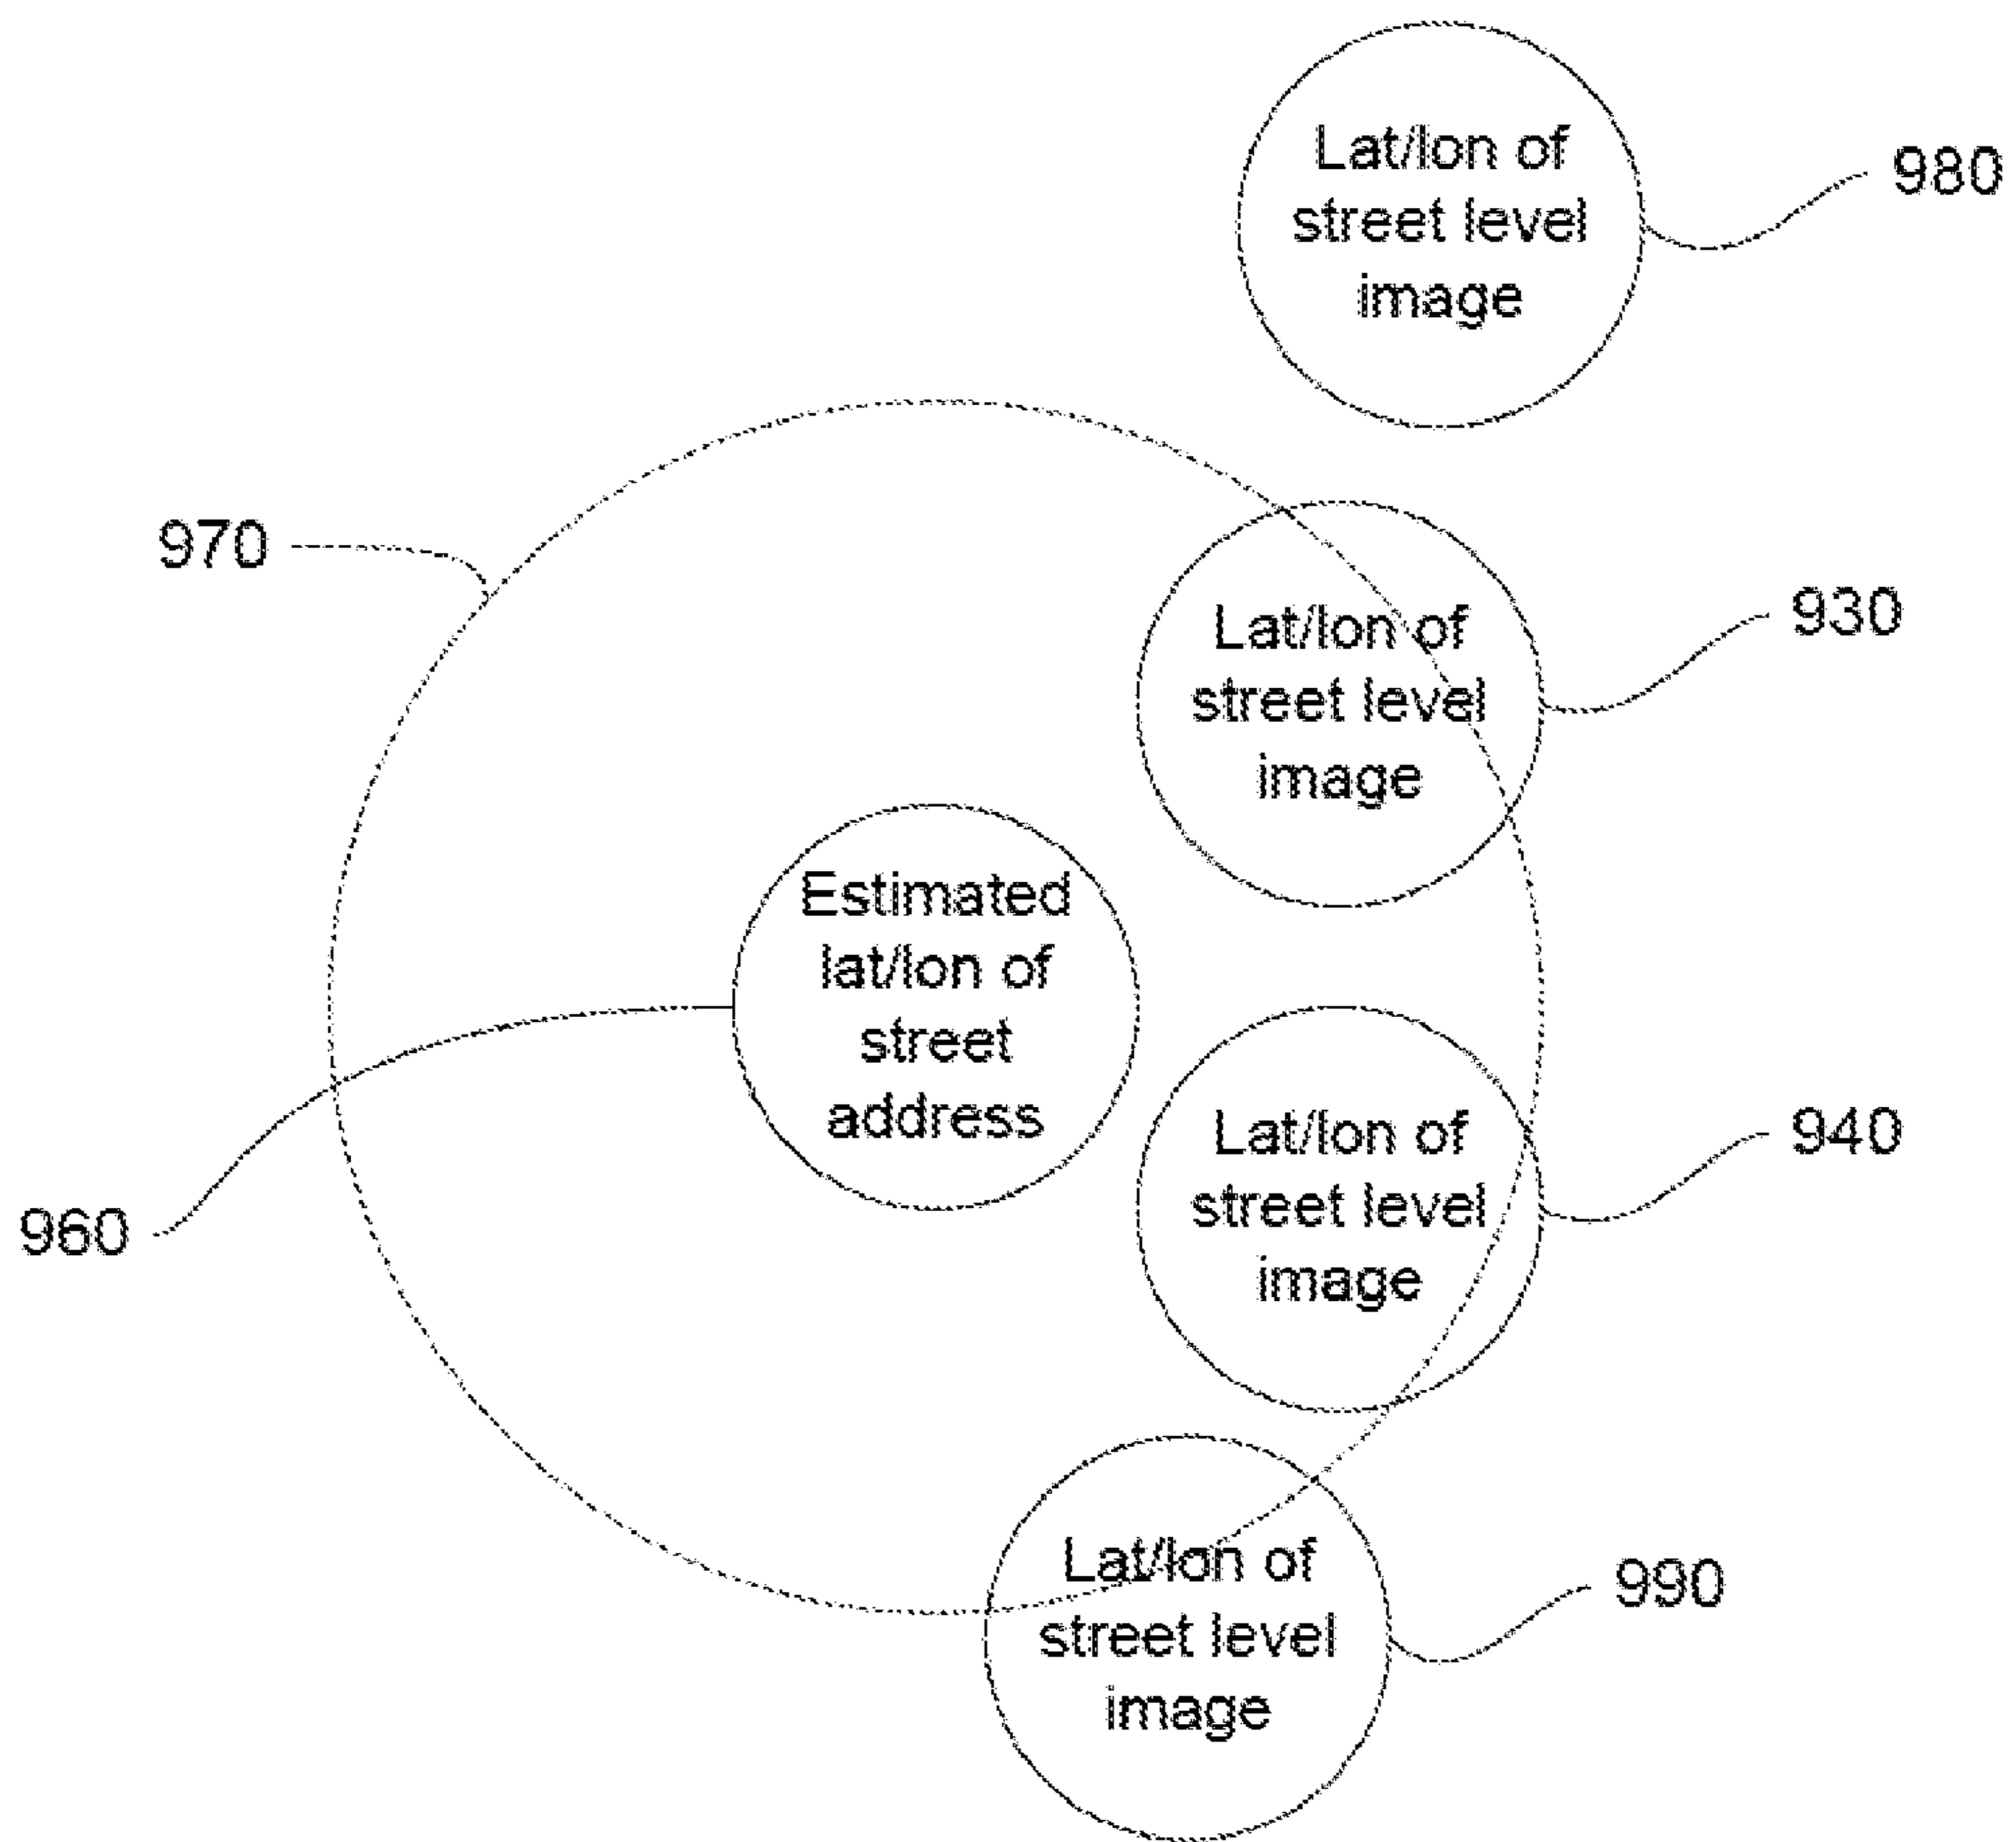 Lat/lon of
street level
image
980
970
Lat/lon of
street level
image
930
Estimated
lat/lon of
street
address
960
Lat/lon of
street level
image
940
Lat/lon of
street level
image
990